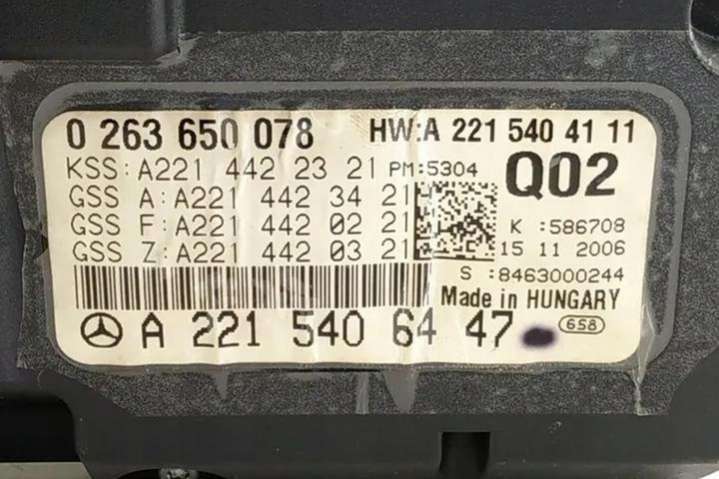 0 263 650 078 HW:A 221 540 41 11
KSS:A221 442 23 21 PM:5304 Q02
GSS A:A221 442 34 21
GSS F:A221 442 02 21 K :586708
GSS Z:A221 442 03 21 15 11 2006
S :8463000244
Made in HUNGARY
A 221 540 64 47 658